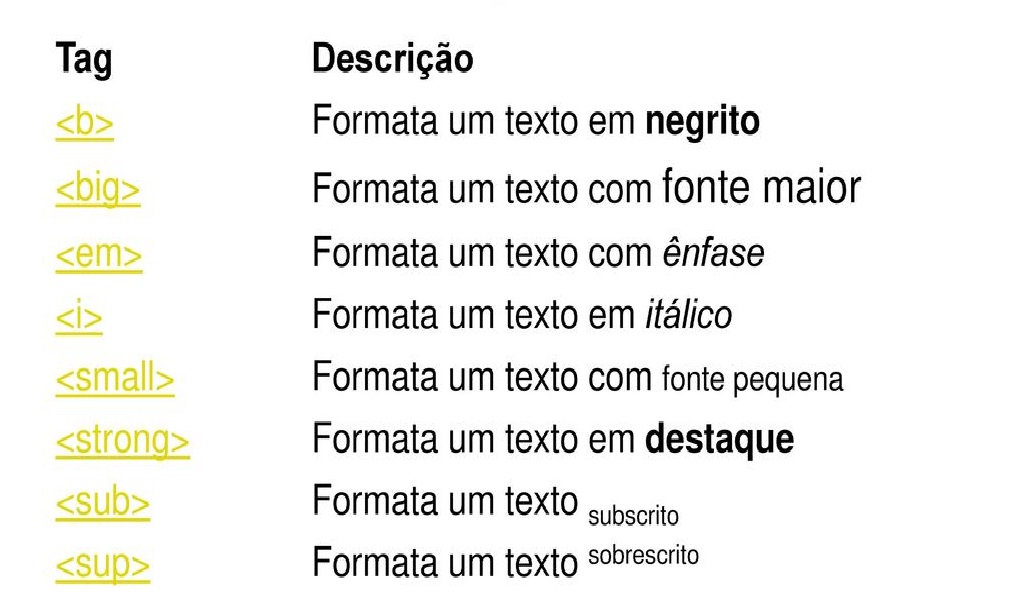 Tag Descrição
<b> Formata um texto em negrito
<big> Formata um texto com fonte maior
<em> Formata um texto com ênfase
<i> Formata um texto em itálico
<small> Formata um texto com fonte pequena
<strong> Formata um texto em destaque
<sub> Formata um texto subscrito
<sup> Formata um texto sobrescrito